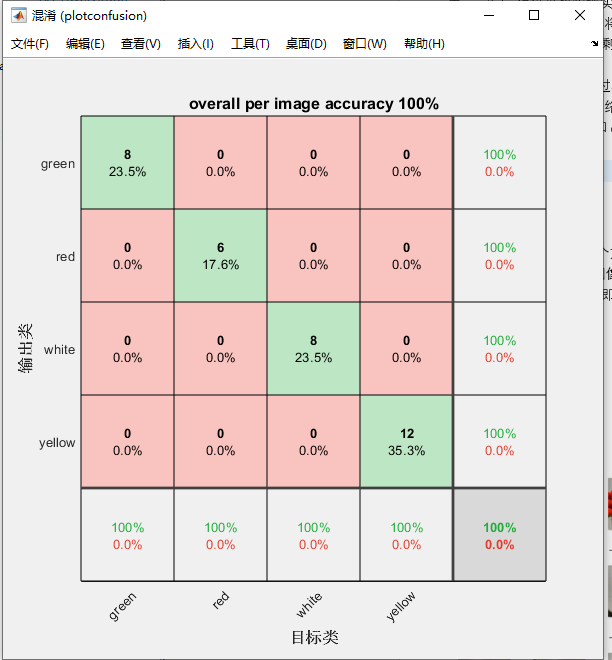 混淆 (plotconfusion)
文件(F) 编辑(E) 查看(V) 插入(I) 工具(T) 桌面(D) 窗口(W) 帮助(H)
overall per image accuracy 100%
green
8 0 0 0 100%
23.5% 0.0% 0.0% 0.0% 0.0%
red
0 6 0 0 100%
0.0% 17.6% 0.0% 0.0% 0.0%
输出类
white
0 0 8 0 100%
0.0% 0.0% 23.5% 0.0% 0.0%
yellow
0 0 0 12 100%
0.0% 0.0% 0.0% 35.3% 0.0%
100% 100% 100% 100% 100%
0.0% 0.0% 0.0% 0.0% 0.0%
green red white yellow
目标类